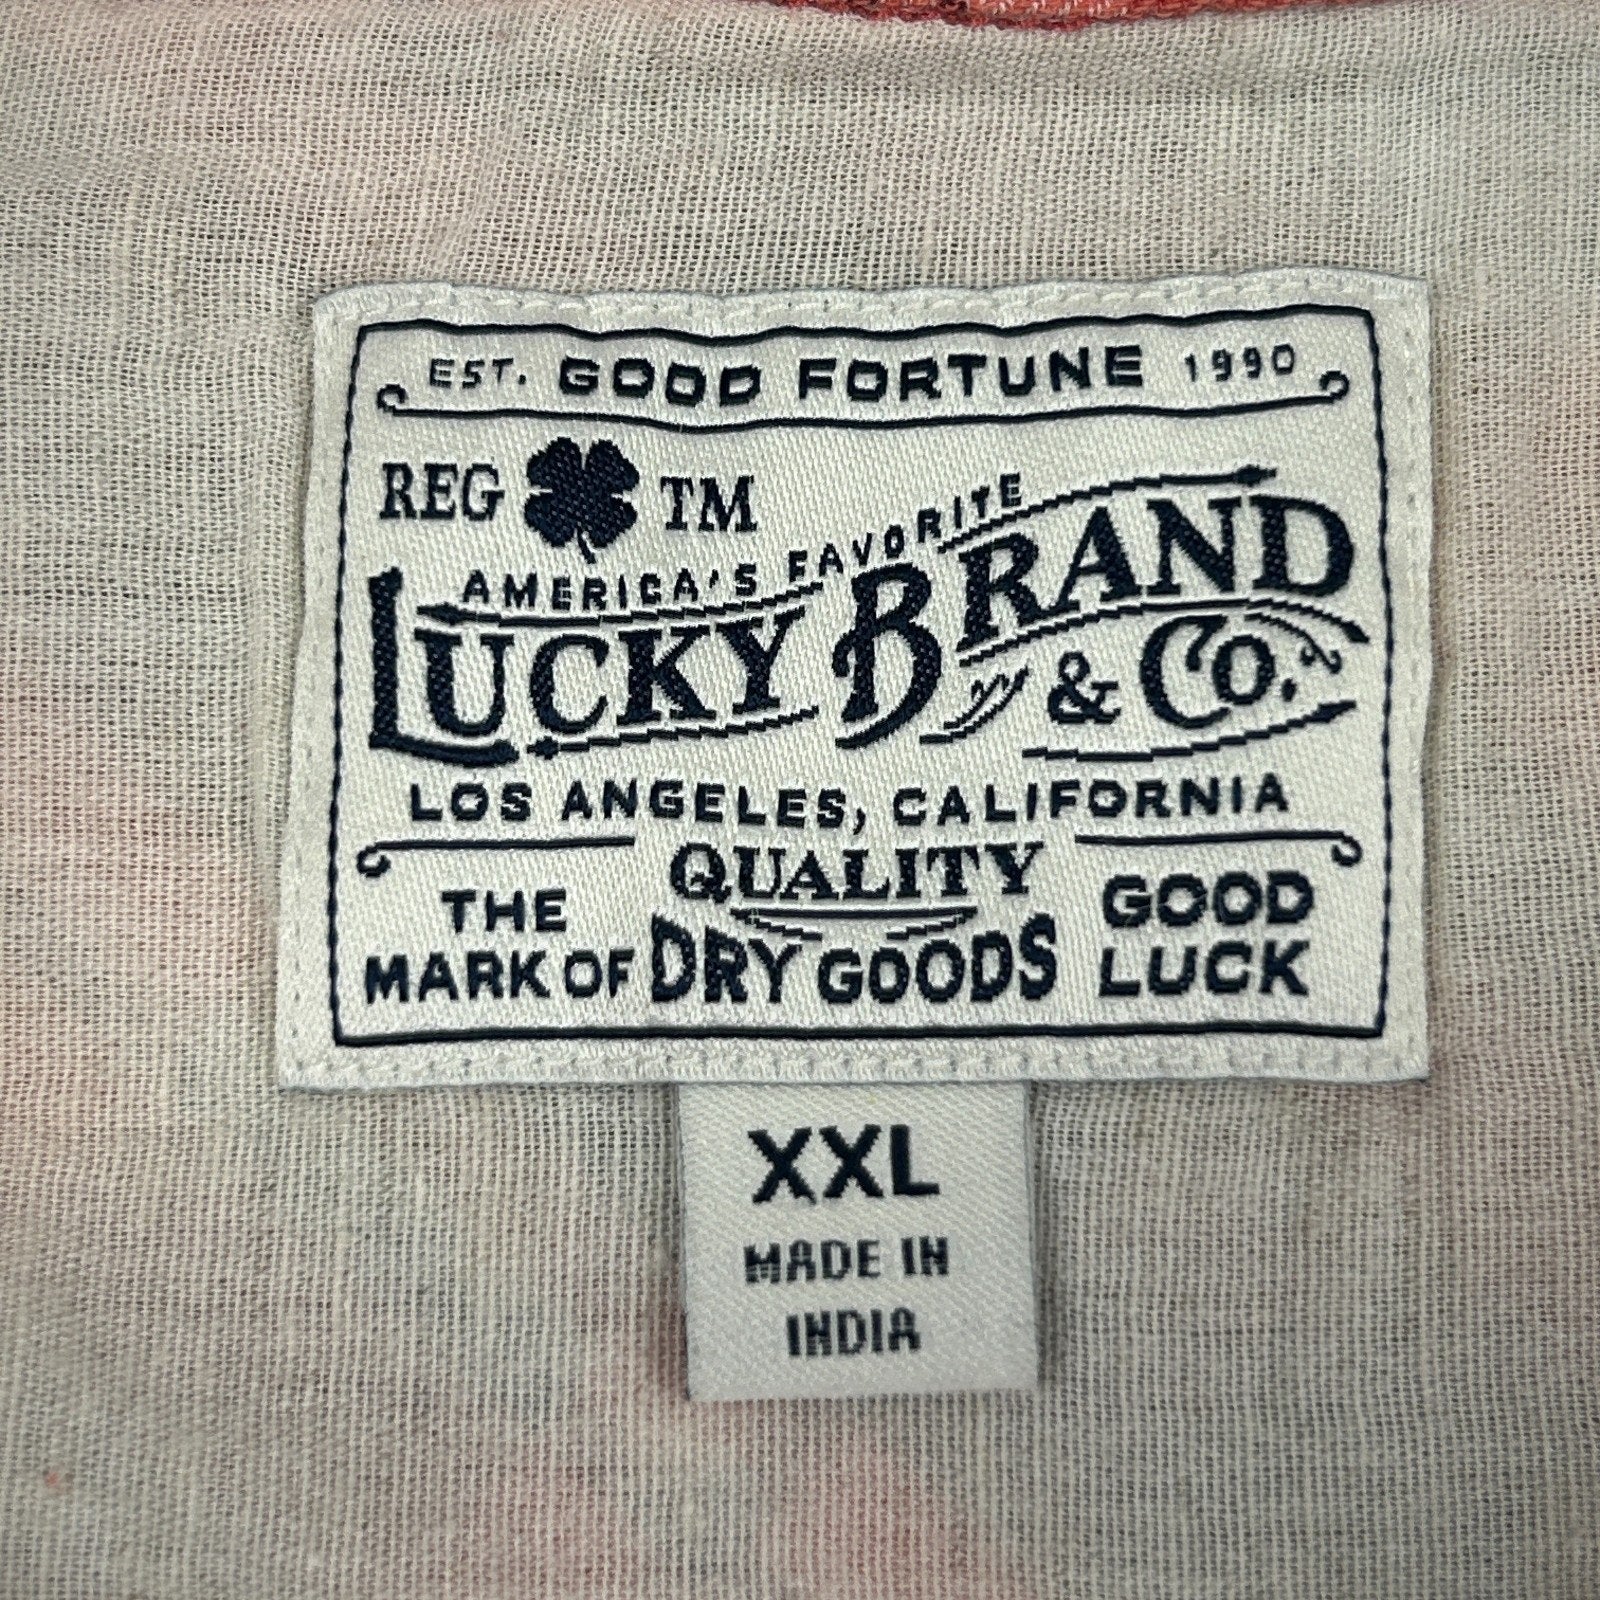 EST. GOOD FORTUNE 1990
REG TM
AMERICA'S FAVORITE
LUCKY BRAND & CO.
LOS ANGELES, CALIFORNIA
THE MARK OF
QUALITY
DRY GOODS
GOOD LUCK
XXL
MADE IN
INDIA